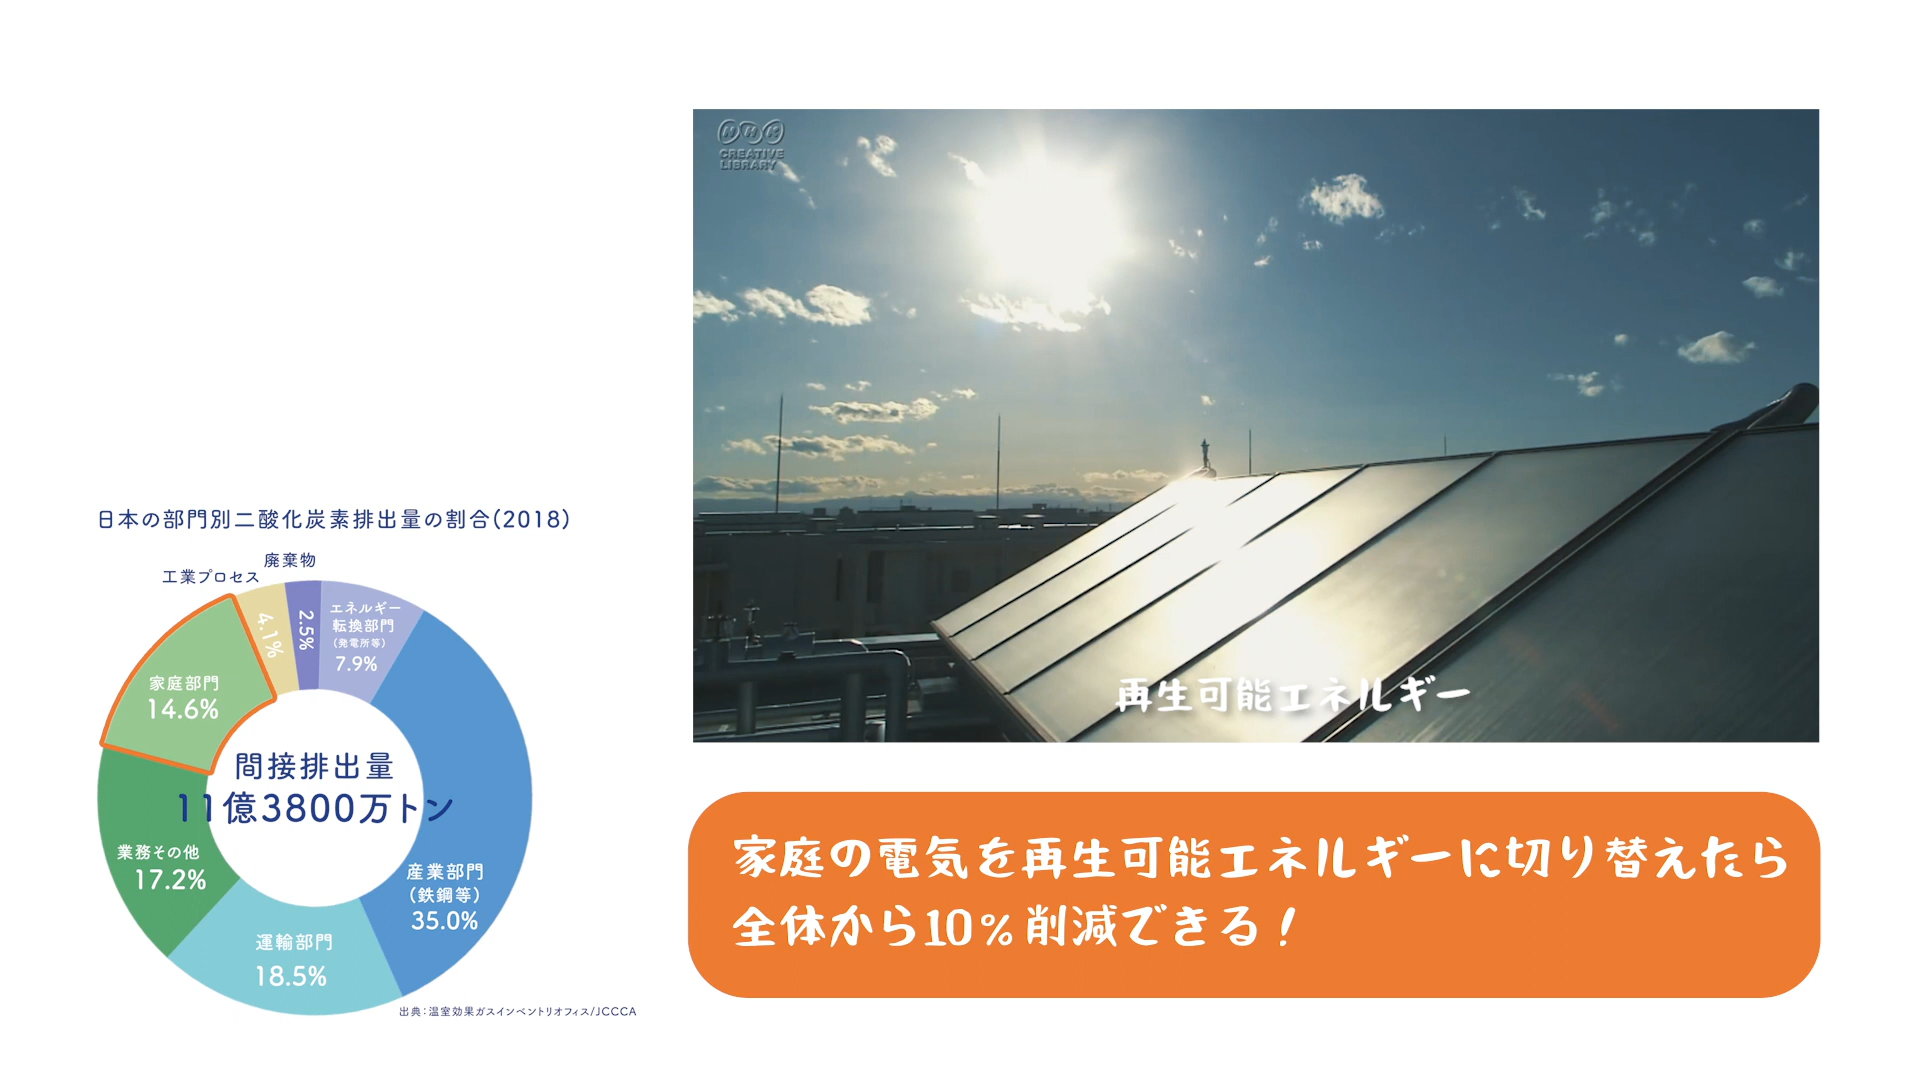 NHK
CREATIVE
LIBRARY
再生可能エネルギー
日本の部門別二酸化炭素排出量の割合(2018)
廃棄物
工業プロセス
4.1%
2.5%
エネルギー
転換部門
(発電所等)
7.9%
家庭部門
14.6%
間接排出量
11億3800万トン
業務その他
17.2%
産業部門
(鉄鋼等)
35.0%
運輸部門
18.5%
出典：温室効果ガスインベントリオフィス/JCCCA
家庭の電気を再生可能エネルギーに切り替えたら
全体から10%削減できる！